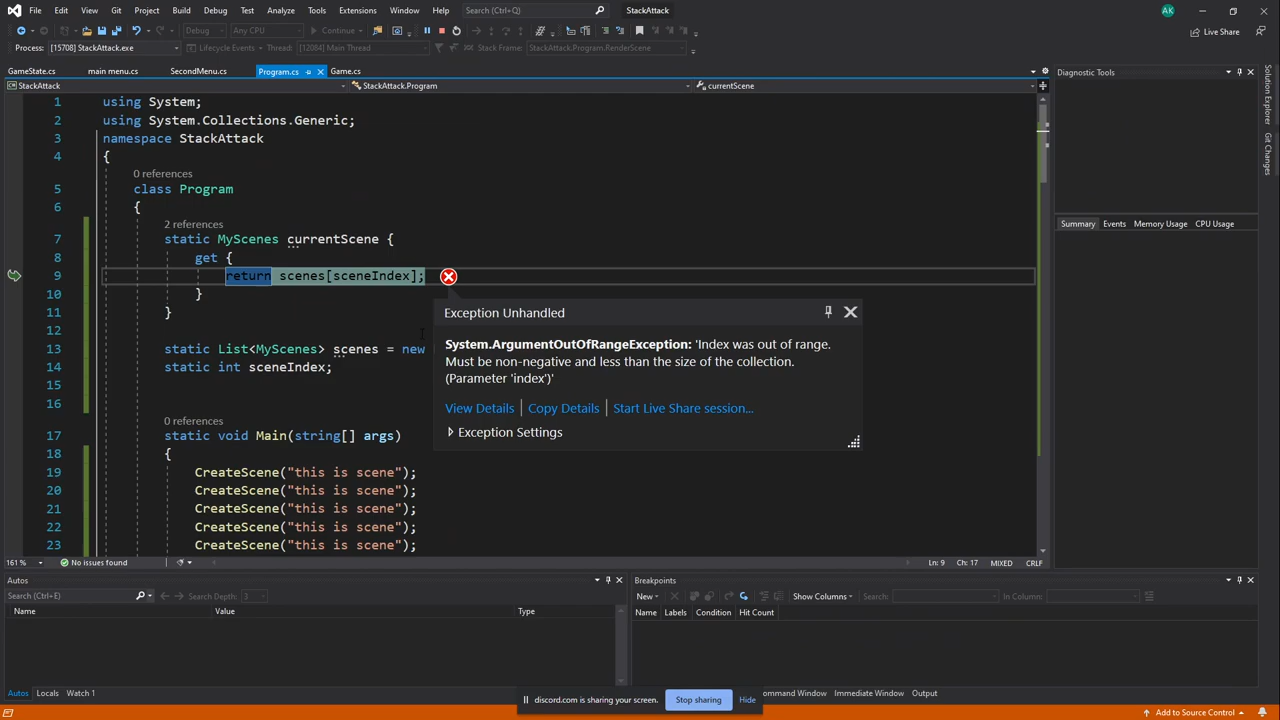 File Edit View Git Project Build Debug Test Analyze Tools Extensions Window Help Search (Ctrl+Q) StackAttack AK
Debug Any CPU Continue Live Share
Process: [15708] StackAttack.exe Lifecycle Events Thread: [12064] Main Thread Stack Frame: StackAttack.Program.RenderScene
GameState.cs main menu.cs SecondMenu.cs Program.cs Game.cs Diagnostic Tools
StackAttack StackAttack.Program currentScene
Solution Explorer
Git Changes
1 using System;
2 using System.Collections.Generic;
3 namespace StackAttack
4 {
0 references
5 class Program
6 {
2 references
7 static MyScenes currentScene {
8 get {
9 return scenes[sceneIndex];
10 }
11 }
12
13 static List<MyScenes> scenes = new
14 static int sceneIndex;
15
16
0 references
17 static void Main(string[] args)
18 {
19 CreateScene("this is scene");
20 CreateScene("this is scene");
21 CreateScene("this is scene");
22 CreateScene("this is scene");
23 CreateScene("this is scene");
Exception Unhandled
System.ArgumentOutOfRangeException: 'Index was out of range.
Must be non-negative and less than the size of the collection.
(Parameter 'index')'
View Details Copy Details Start Live Share session...
Exception Settings
Summary Events Memory Usage CPU Usage
161 % No issues found Ln: 9 Ch: 17 MIXED CRLF
Autos Breakpoints
Search (Ctrl+E) Search Depth: 3 New Show Columns Search: In Column:
Name Value Type Name Labels Condition Hit Count
Autos Locals Watch 1 ommand Window Immediate Window Output
discord.com is sharing your screen. Stop sharing Hide
Add to Source Control